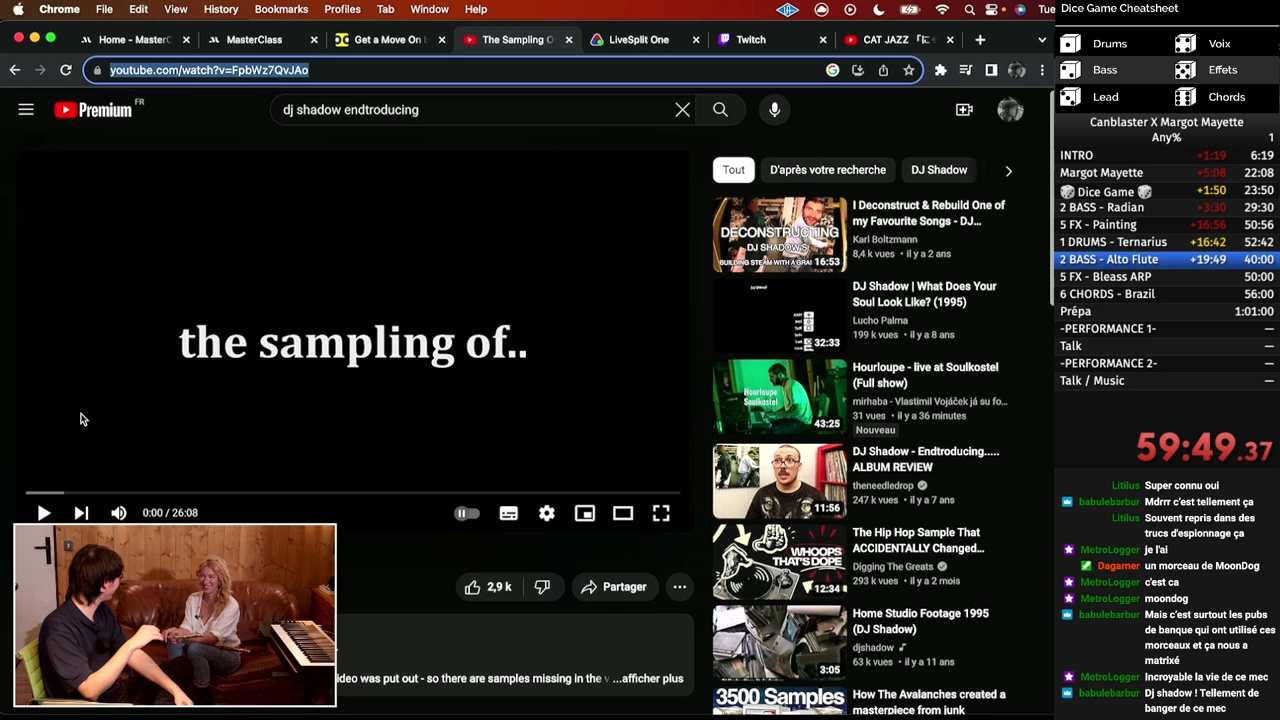 Chrome File Edit View History Bookmarks Profiles Tab Window Help Tue
Home - MasterC
MasterClass
Get a Move On b
The Sampling O
LiveSplit One
Twitch
CAT JAZZ
youtube.com/watch?v=FpbWz7QvJAo
Premium FR
dj shadow endtroducing
the sampling of..
0:00 / 26:08
2,9 k
Partager
ideo was put out - so there are samples missing in the v ...afficher plus
Tout
D'après votre recherche
DJ Shadow
DECONSTRUCTING
DJ SHADOW'S
BUILDING STEAM WITH A GRAI
16:53
I Deconstruct & Rebuild One of
my Favourite Songs - DJ...
Karl Boltzmann
8,4 k vues • il y a 2 ans
32:33
DJ Shadow | What Does Your
Soul Look Like? (1995)
Lucho Palma
199 k vues • il y a 8 ans
Hourloupe
Soulkostel
43:25
Hourloupe - live at Soulkostel
(Full show)
mirhaba - Vlastimil Vojáček já su fo...
31 vues • il y a 36 minutes
Nouveau
11:56
DJ Shadow - Endtroducing.....
ALBUM REVIEW
theneedledrop
247 k vues • il y a 7 ans
WHOOPS
THAT'S DOPE
12:34
The Hip Hop Sample That
ACCIDENTALLY Changed...
Digging The Greats
293 k vues • il y a 2 mois
3:05
Home Studio Footage 1995
(DJ Shadow)
djshadow
63 k vues • il y a 11 ans
3500 Samples
How The Avalanches created a
masterpiece from junk
Dice Game Cheatsheet
Drums Voix
Bass Effets
Lead Chords
Canblaster X Margot Mayette
Any% 1
INTRO +1:19 6:19
Margot Mayette +5:08 22:08
Dice Game +1:50 23:50
2 BASS - Radian +3:30 29:30
5 FX - Painting +16:56 50:56
1 DRUMS - Ternarius +16:42 52:42
2 BASS - Alto Flute +19:49 40:00
5 FX - Bleass ARP 50:00
6 CHORDS - Brazil 56:00
Prépa 1:01:00
-PERFORMANCE 1- —
Talk —
-PERFORMANCE 2- —
Talk / Music —
59:49.37
Litilus Super connu oui
babulebarbur Mdrrr c'est tellement ça
Litilus Souvent repris dans des
trucs d'espionnage ça
MetroLogger je l'ai
Dagarner un morceau de MoonDog
MetroLogger c'est ca
MetroLogger moondog
babulebarbur Mais c'est surtout les pubs
de banque qui ont utilisé ces
morceaux et ça nous a
matrixé
MetroLogger Incroyable la vie de ce mec
babulebarbur Dj shadow ! Tellement de
banger de ce mec